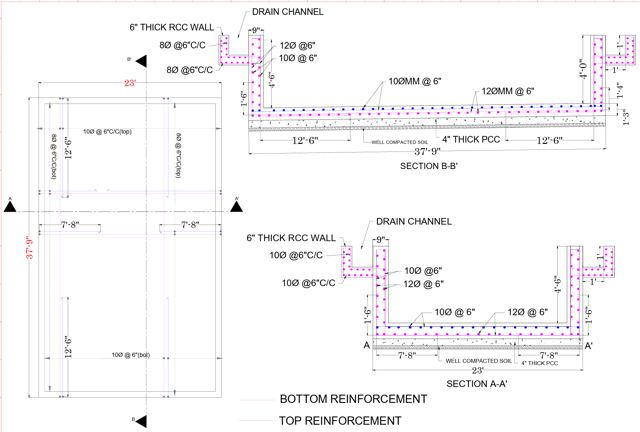 DRAIN CHANNEL
6" THICK RCC WALL
9"
8Ø @6"C/C
12Ø @6"
10Ø @ 6"
8Ø @6"C/C
4'-6"
4'-0"
1'
1'
10ØMM @ 6"
12ØMM @ 6"
1'-6"
1'-4"
1'-3"
12'-6"
WELL COMPACTED SOIL
4" THICK PCC
12'-6"
37'-9"
SECTION B-B'
B'
23'
10Ø @ 6"C/C(top)
8Ø @ 6"C/C(bot)
12'-6"
8Ø @ 6"C/C(top)
A
A'
7'-8"
7'-8"
37'-9"
12'-6"
10Ø @ 6"(bot)
B
DRAIN CHANNEL
6" THICK RCC WALL
9"
10Ø @6"C/C
10Ø @6"
10Ø @6"C/C
12Ø @ 6"
4'-6"
1'
1'
10Ø @ 6"
12Ø @ 6"
1'-6"
1'-6"
A
A'
7'-8"
WELL COMPACTED SOIL
4" THICK PCC
7'-8"
23'
SECTION A-A'
BOTTOM REINFORCEMENT
TOP REINFORCEMENT